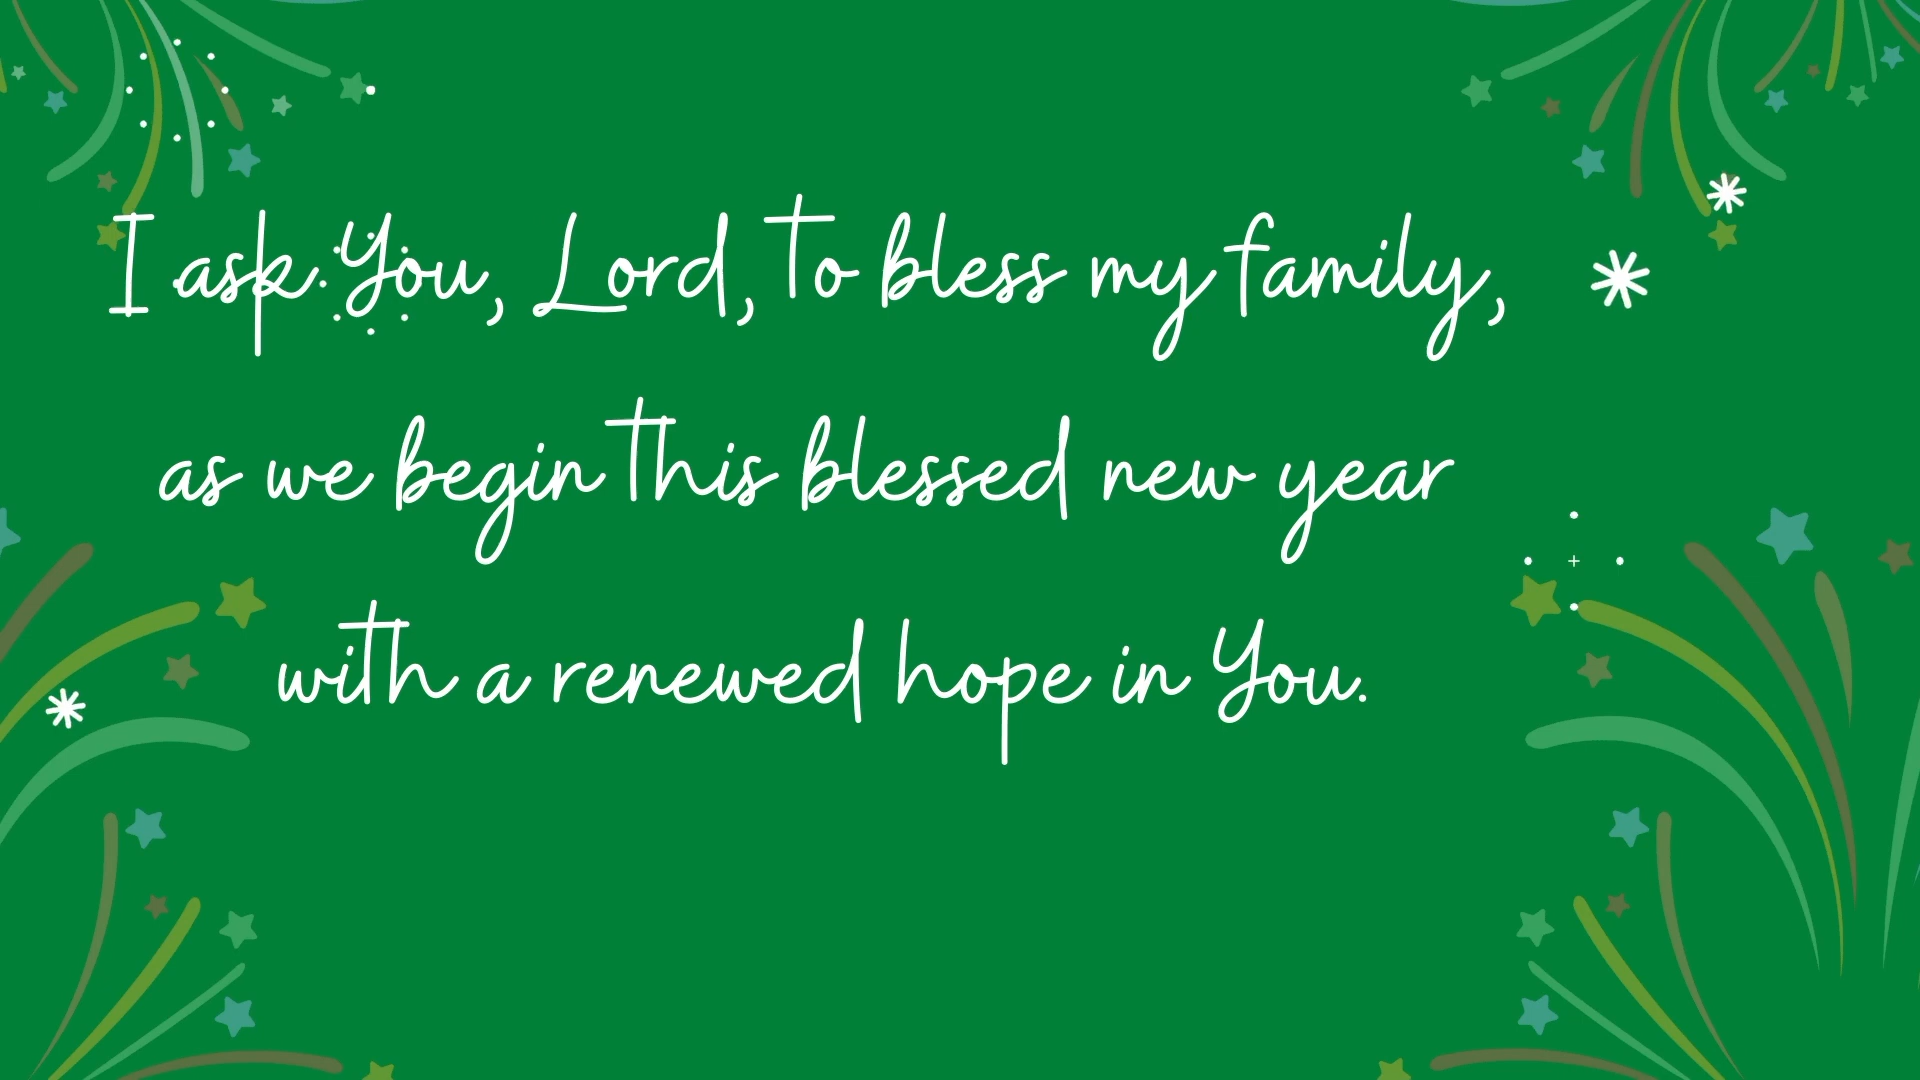 I ask You, Lord, to bless my family,
as we begin this blessed new year
with a renewed hope in You.